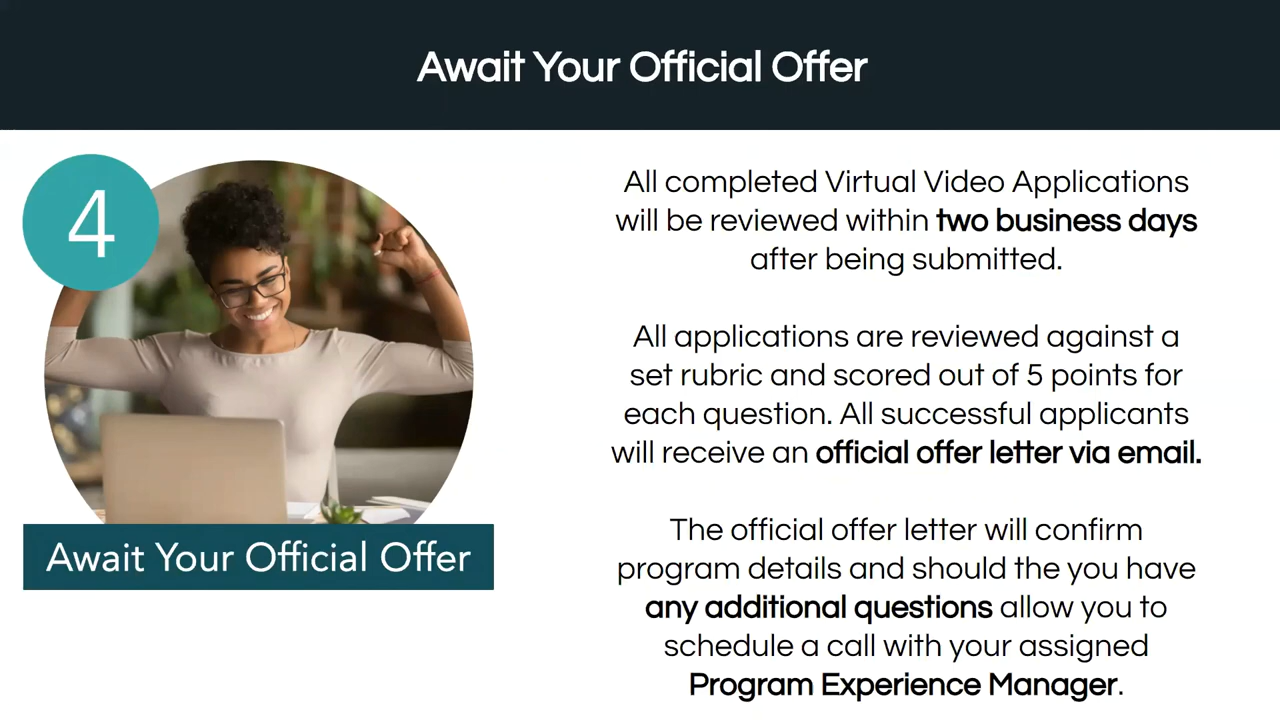 Await Your Official Offer
4
Await Your Official Offer
All completed Virtual Video Applications
will be reviewed within two business days
after being submitted.
All applications are reviewed against a
set rubric and scored out of 5 points for
each question. All successful applicants
will receive an official offer letter via email.
The official offer letter will confirm
program details and should the you have
any additional questions allow you to
schedule a call with your assigned
Program Experience Manager.